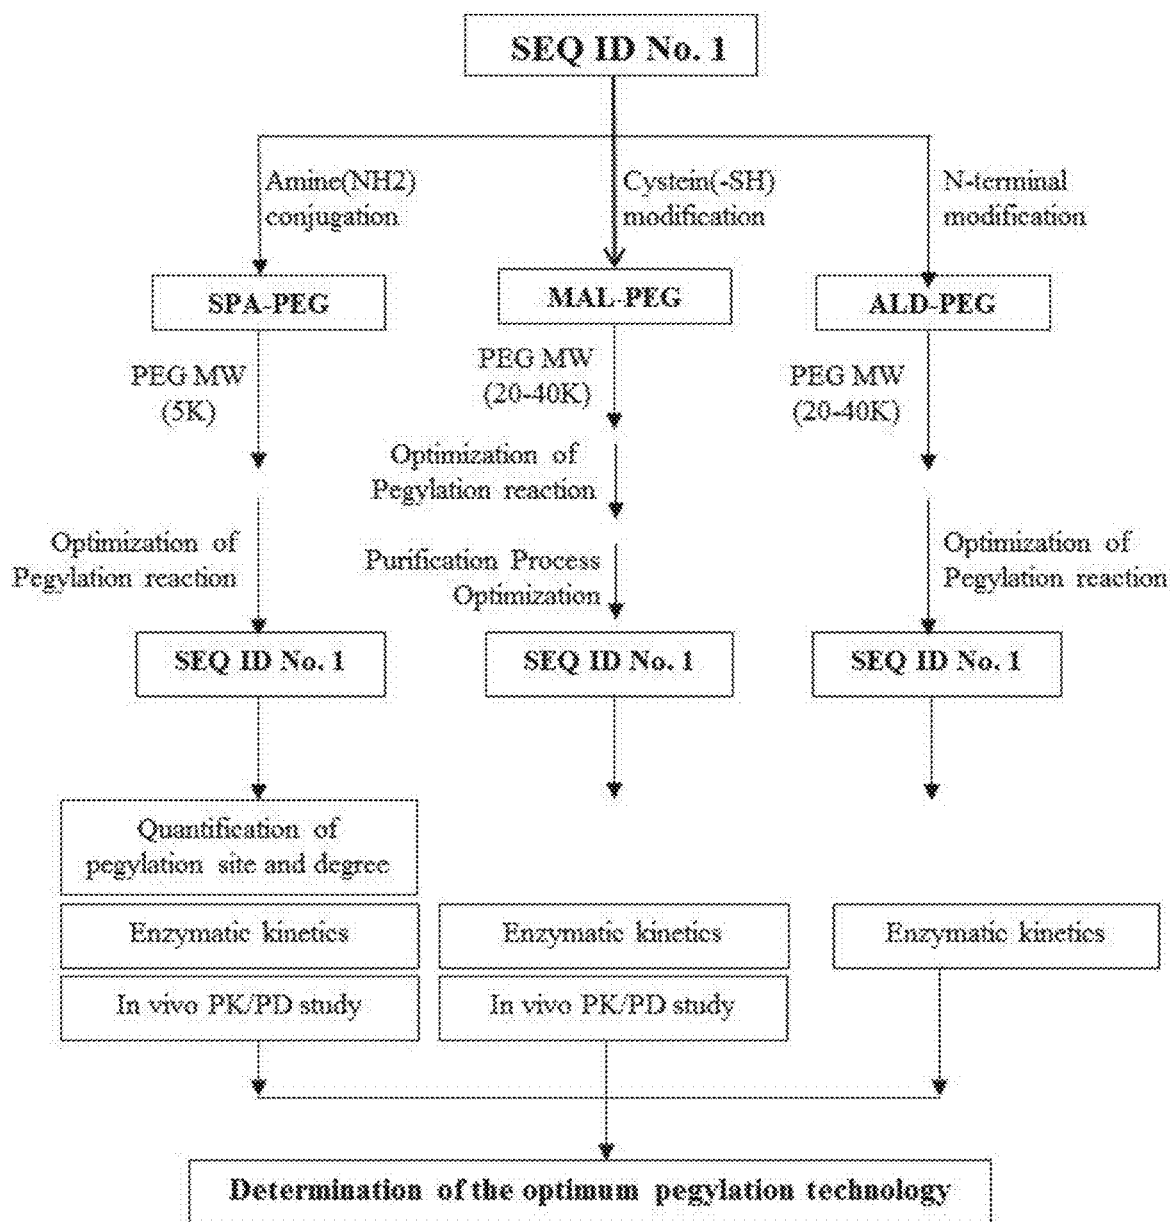 SEQ ID No. 1
Amine(NH2)
conjugation
Cystein(-SH)
modification
N-terminal
modification
SPA-PEG
MAL-PEG
ALD-PEG
PEG MW
(5K)
PEG MW
(20-40K)
PEG MW
(20-40K)
Optimization of
Pegylation reaction
Optimization of
Pegylation reaction
Purification Process
Optimization
Optimization of
Pegylation reaction
SEQ ID No. 1
SEQ ID No. 1
SEQ ID No. 1
Quantification of
pegylation site and degree
Enzymatic kinetics
Enzymatic kinetics
Enzymatic kinetics
In vivo PK/PD study
In vivo PK/PD study
Determination of the optimum pegylation technology